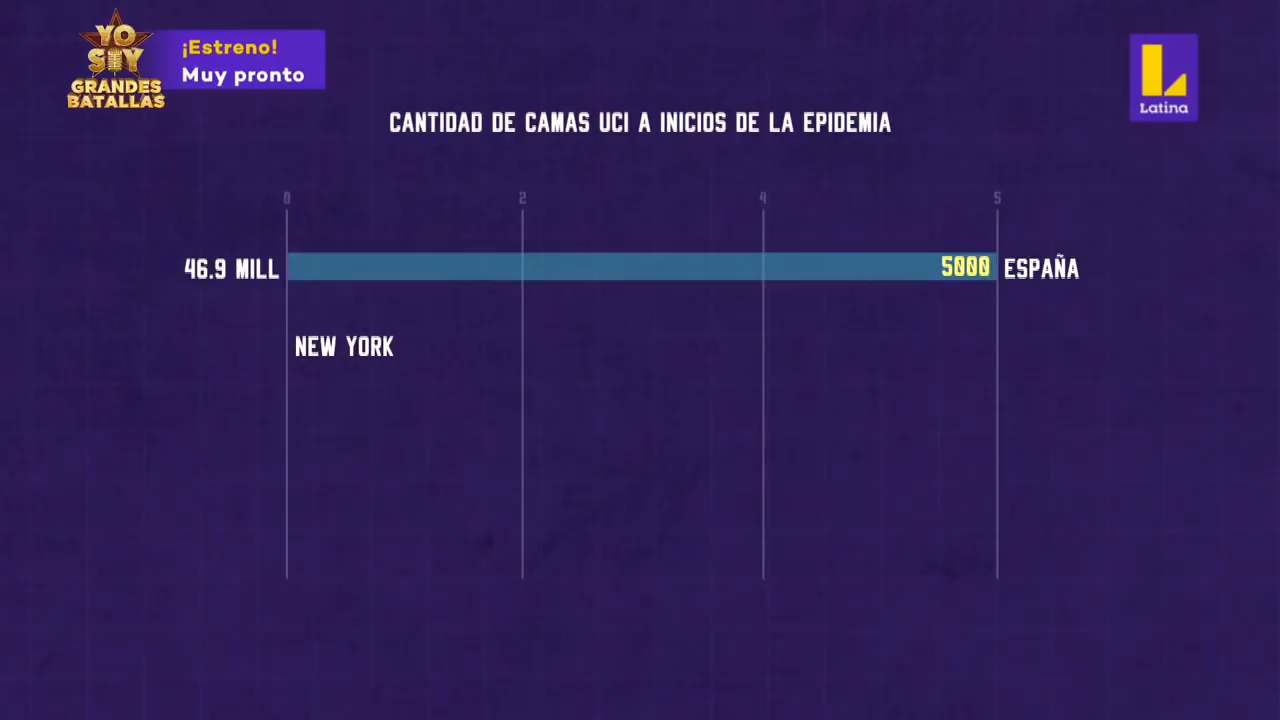 YO
SOY
GRANDES
BATALLAS
¡Estreno!
Muy pronto
Latina
CANTIDAD DE CAMAS UCI A INICIOS DE LA EPIDEMIA
0 2 4 5
46.9 MILL 5000 ESPAÑA
NEW YORK